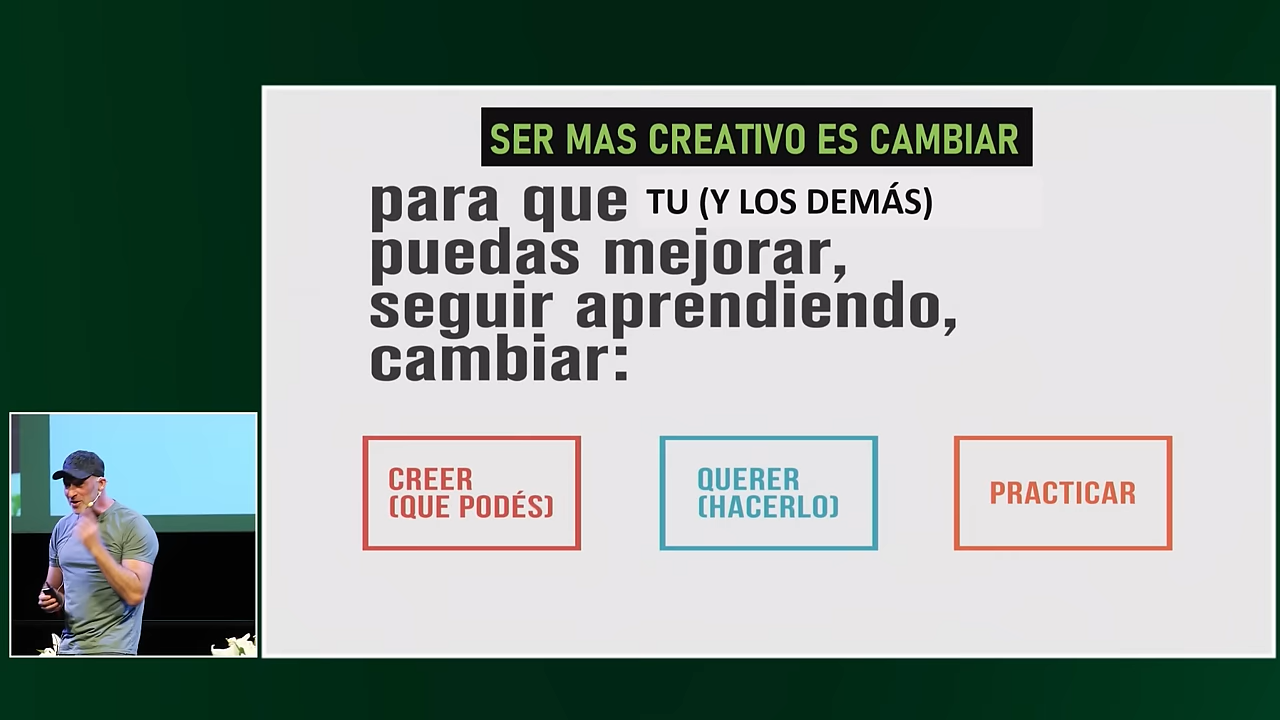 SER MAS CREATIVO ES CAMBIAR
para que TU (Y LOS DEMÁS)
puedas mejorar,
seguir aprendiendo,
cambiar:
CREER
(QUE PODÉS)
QUERER
(HACERLO)
PRACTICAR